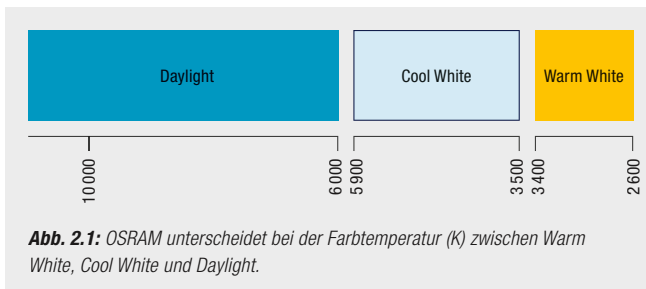 Daylight
Cool White
Warm White
10 000
6 000
5 900
3 500
3 400
2 600
Abb. 2.1: OSRAM unterscheidet bei der Farbtemperatur (K) zwischen Warm
White, Cool White und Daylight.